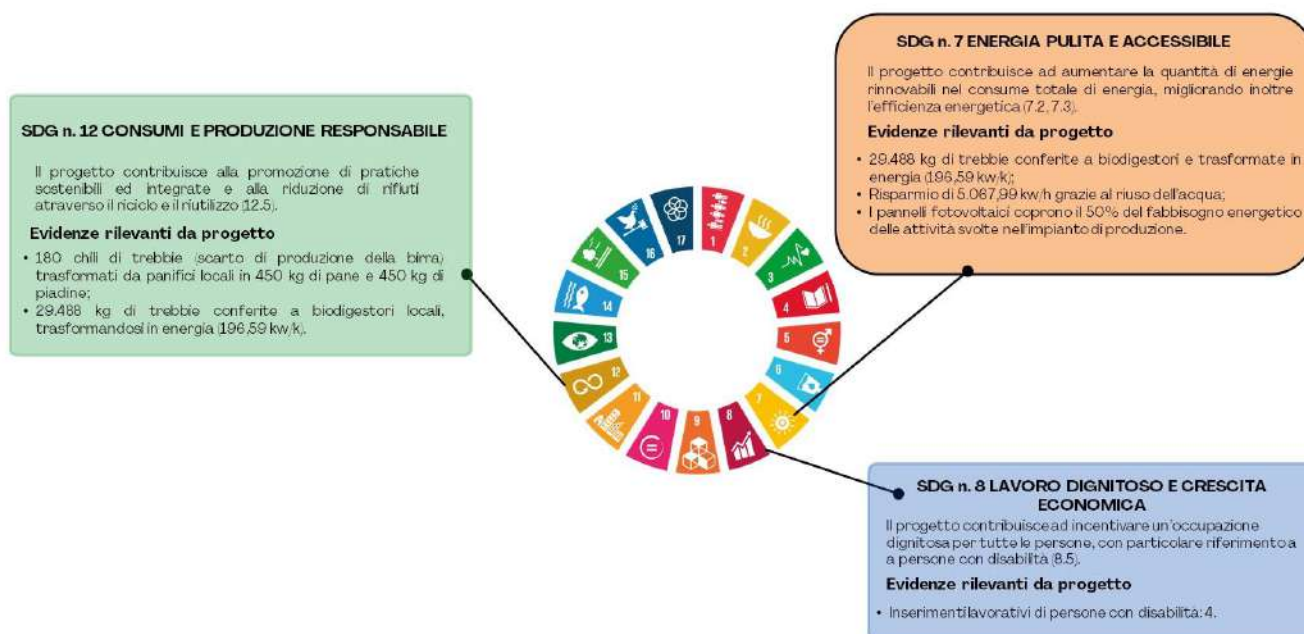 SDG n. 12 CONSUMI E PRODUZIONE RESPONSABILE
Il progetto contribuisce alla promozione di pratiche
sostenibili ed integrate e alla riduzione di rifiuti
atraverso il riciclo e il riutilizzo (12.5).
Evidenze rilevanti da progetto
• 180 chili di trebbie (scarto di produzione della birra)
trasformati da panifici locali in 450 kg di pane e 450 kg di
piadine;
• 29.488 kg di trebbie conferite a biodigestori locali,
trasformandosi in energia (196,59 kw/k).
SDG n. 7 ENERGIA PULITA E ACCESSIBILE
Il progetto contribuisce ad aumentare la quantità di energie
rinnovabili nel consume totale di energia, migliorando inoltre
l'efficienza energetica (7.2, 7.3).
Evidenze rilevanti da progetto
• 29.488 kg di trebbie conferite a biodigestori e trasformate in
energia (196,59 kw/k);
• Risparmio di 5.067,99 kw/h grazie al riuso dell'acqua;
• I pannelli fotovoltaici coprono il 50% del fabbisogno energetico
delle attività svolte nell'impianto di produzione.
1
2
3
4
5
6
7
8
9
10
11
12
13
14
15
16
17
SDG n. 8 LAVORO DIGNITOSO E CRESCITA
ECONOMICA
Il progetto contribuisce ad incentivare un'occupazione
dignitosa per tutte le persone, con particolare riferimento a
a persone con disabilità (8.5).
Evidenze rilevanti da progetto
• Inserimenti lavorativi di persone con disabilità: 4.